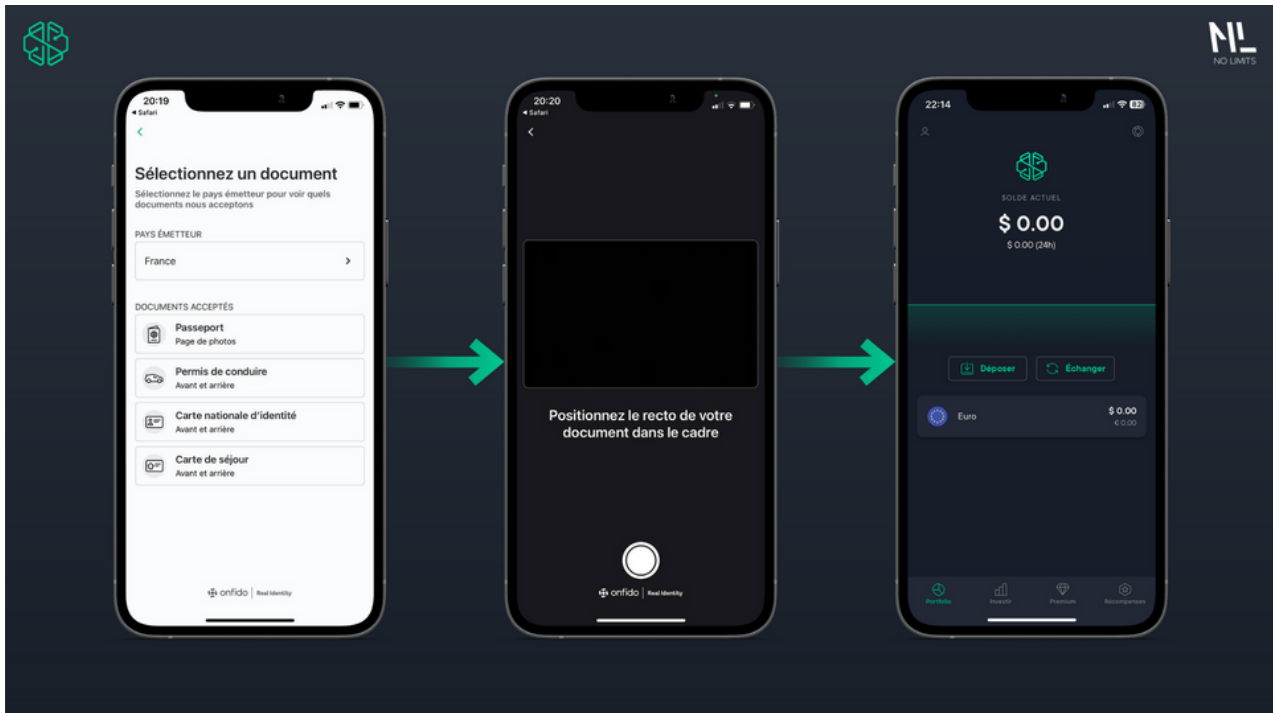 NL
NO LIMITS
20:19
◀ Safari
Sélectionnez un document
Sélectionnez le pays émetteur pour voir quels
documents nous acceptons
PAYS ÉMETTEUR
France
DOCUMENTS ACCEPTÉS
Passeport
Page de photos
Permis de conduire
Avant et arrière
Carte nationale d'identité
Avant et arrière
Carte de séjour
Avant et arrière
onfido | Real Identity
20:20
◀ Safari
Positionnez le recto de votre
document dans le cadre
onfido | Real Identity
22:14
82
SOLDE ACTUEL
$ 0.00
$ 0.00 (24h)
Déposer
Échanger
Euro
$ 0.00
€ 0.00
Portfolio
Investir
Premium
Récompenses